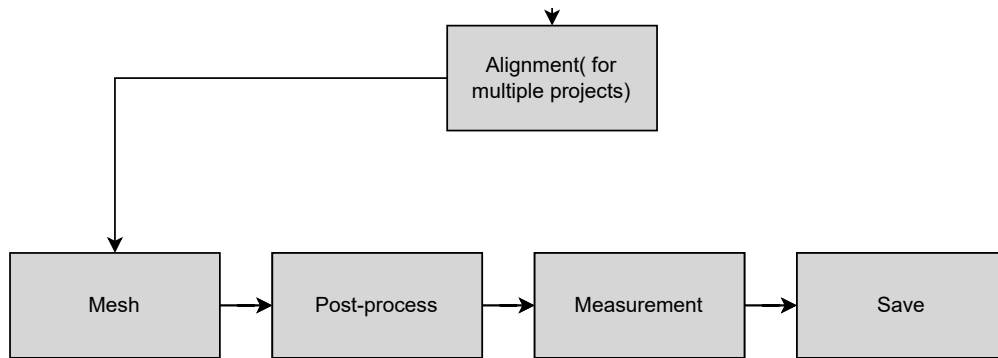 Alignment( for
multiple projects)
Mesh
Post-process
Measurement
Save